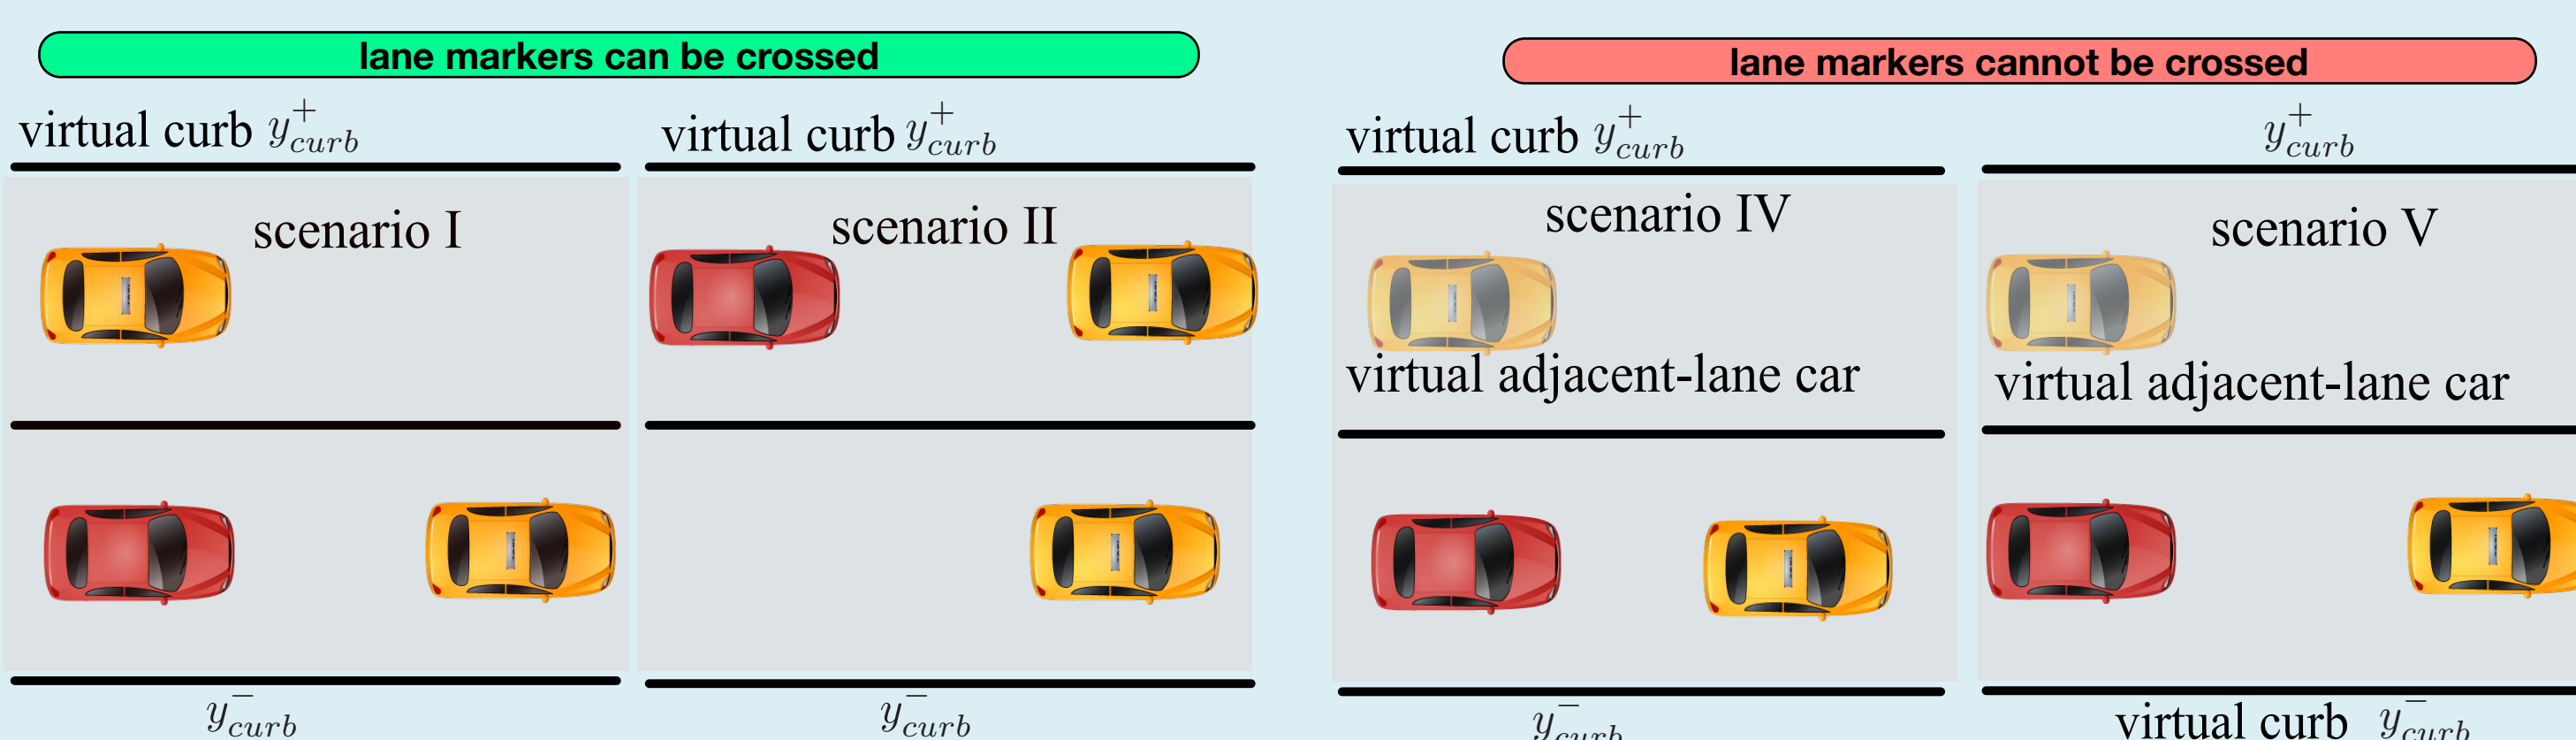 lane markers can be crossed
lane markers cannot be crossed
virtual curb y⁺curb
virtual curb y⁺curb
virtual curb y⁺curb
y⁺curb
scenario I
scenario II
scenario IV
scenario V
virtual adjacent-lane car
virtual adjacent-lane car
y⁻curb
y⁻curb
y⁻curb
virtual curb y⁻curb